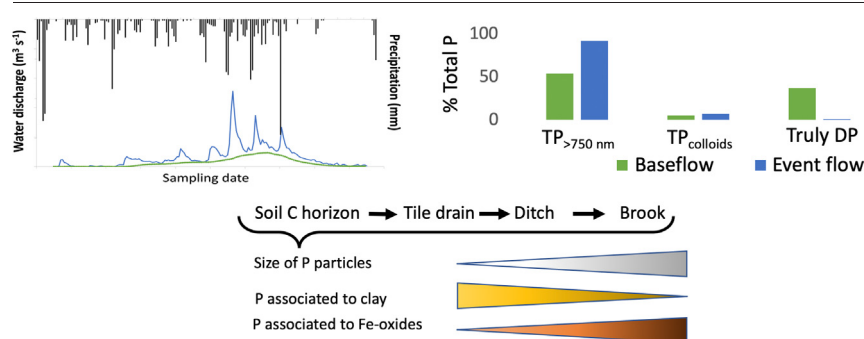 Water discharge (m³ s⁻¹)
Precipitation (mm)
Sampling date
% Total P
100
50
0
TP>750 nm
TPcolloids
Truly DP
Baseflow
Event flow
Soil C horizon
Tile drain
Ditch
Brook
Size of P particles
P associated to clay
P associated to Fe-oxides